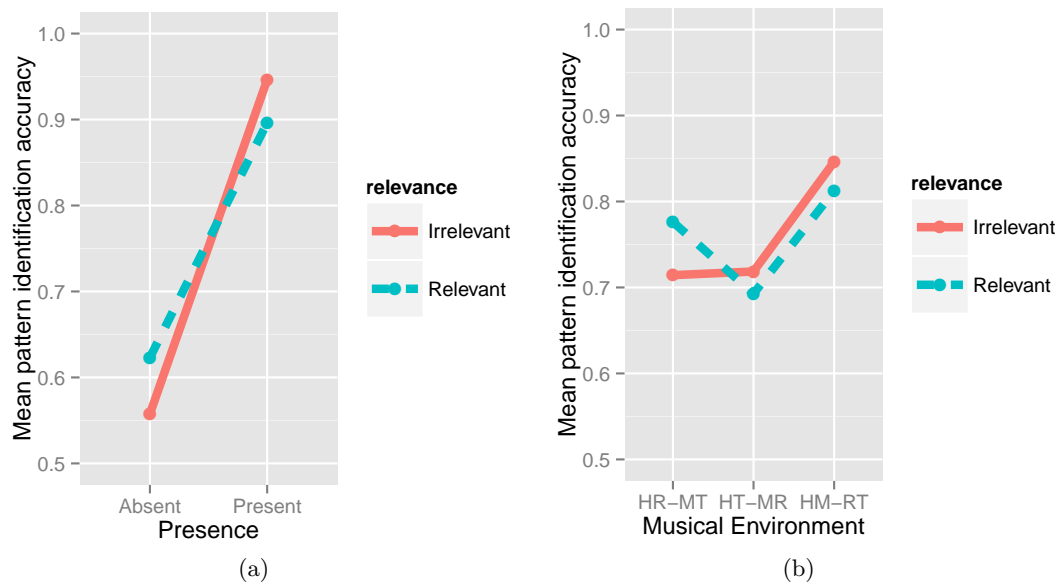 Mean pattern identification accuracy
1.0
0.9
0.8
0.7
0.6
0.5
Absent Present
Presence
relevance
Irrelevant
Relevant
(a)
Mean pattern identification accuracy
1.0
0.9
0.8
0.7
0.6
0.5
HR−MT HT−MR HM−RT
Musical Environment
relevance
Irrelevant
Relevant
(b)